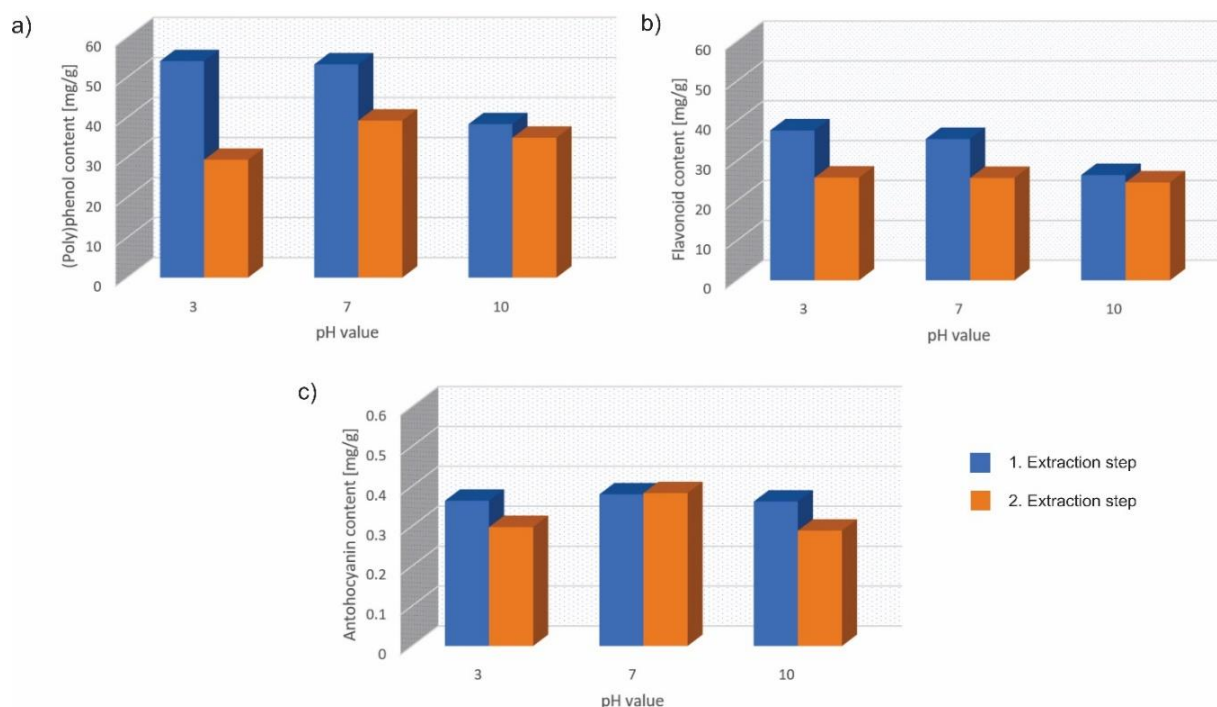 a)
(Poly)phenol content [mg/g]
60
50
40
30
20
10
0
3 7 10
pH value
b)
Flavonoid content [mg/g]
60
50
40
30
20
10
0
3 7 10
pH value
c)
Antohocyanin content [mg/g]
0.6
0.5
0.4
0.3
0.2
0.1
0
3 7 10
pH value
1. Extraction step
2. Extraction step